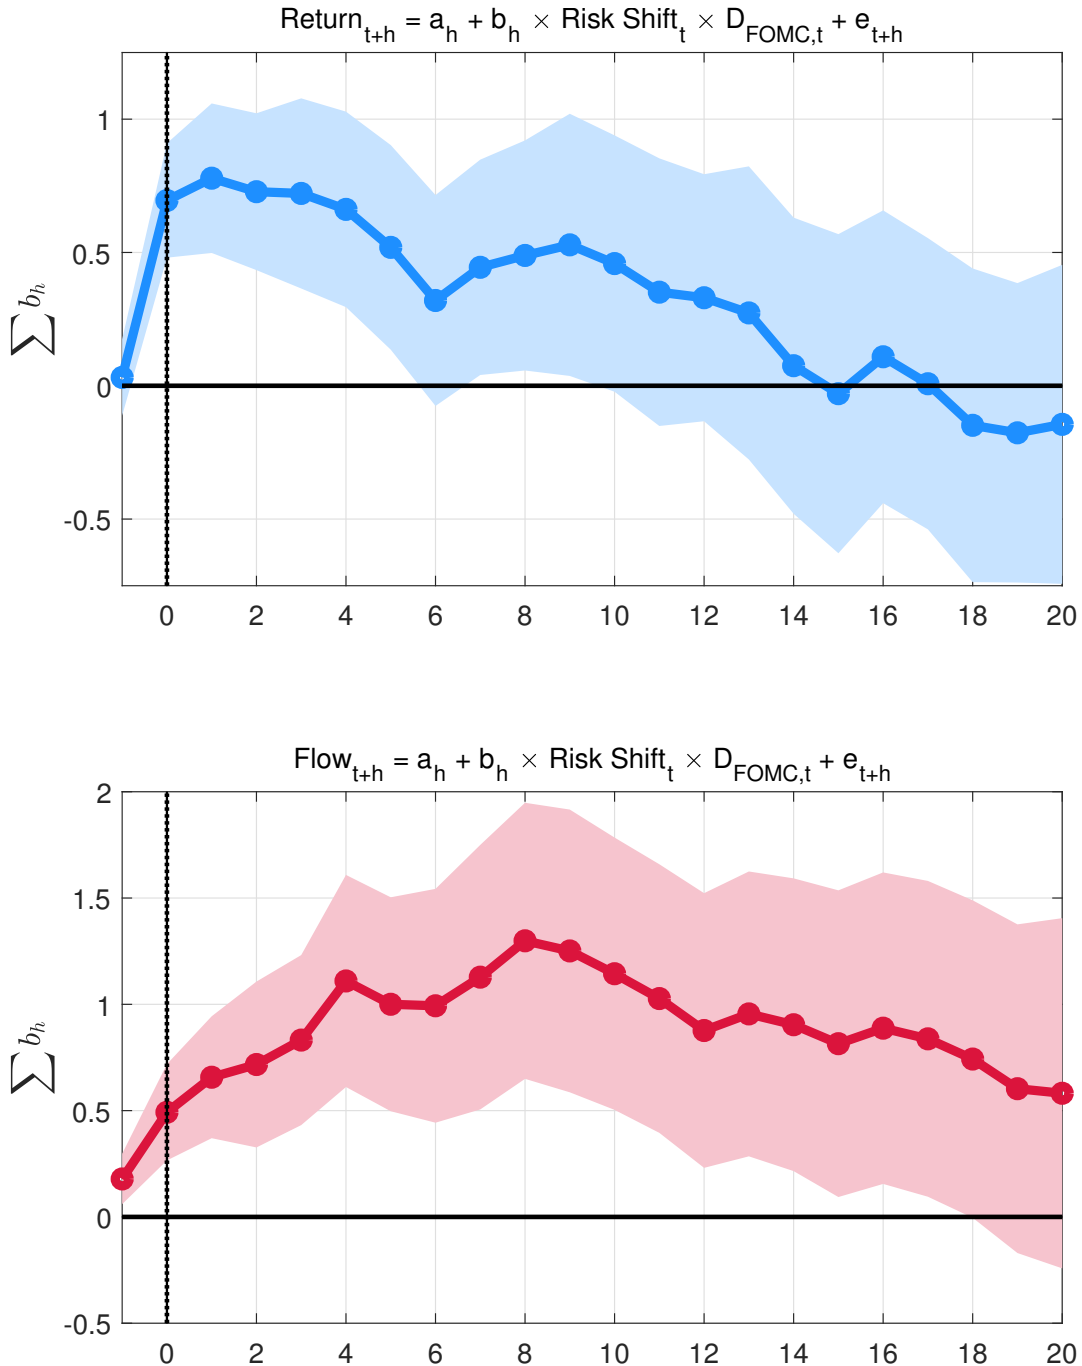 Return_{t+h} = a_h + b_h × Risk Shift_t × D_{FOMC,t} + e_{t+h}
1
0.5
0
-0.5
∑ b_h
0 2 4 6 8 10 12 14 16 18 20
Flow_{t+h} = a_h + b_h × Risk Shift_t × D_{FOMC,t} + e_{t+h}
2
1.5
1
0.5
0
-0.5
∑ b_h
0 2 4 6 8 10 12 14 16 18 20